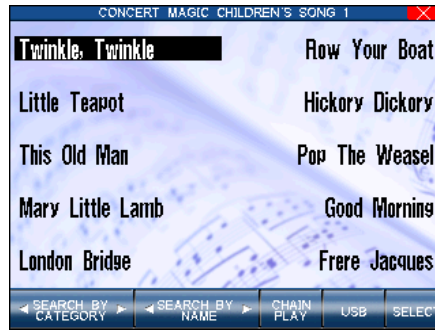 CONCERT MAGIC CHILDREN'S SONG 1
Twinkle, Twinkle
Row Your Boat
Little Teapot
Hickory Dickory
This Old Man
Pop The Weasel
Mary Little Lamb
Good Morning
London Bridge
Frere Jacques
SEARCH BY CATEGORY
SEARCH BY NAME
CHAIN PLAY
USB
SELEC